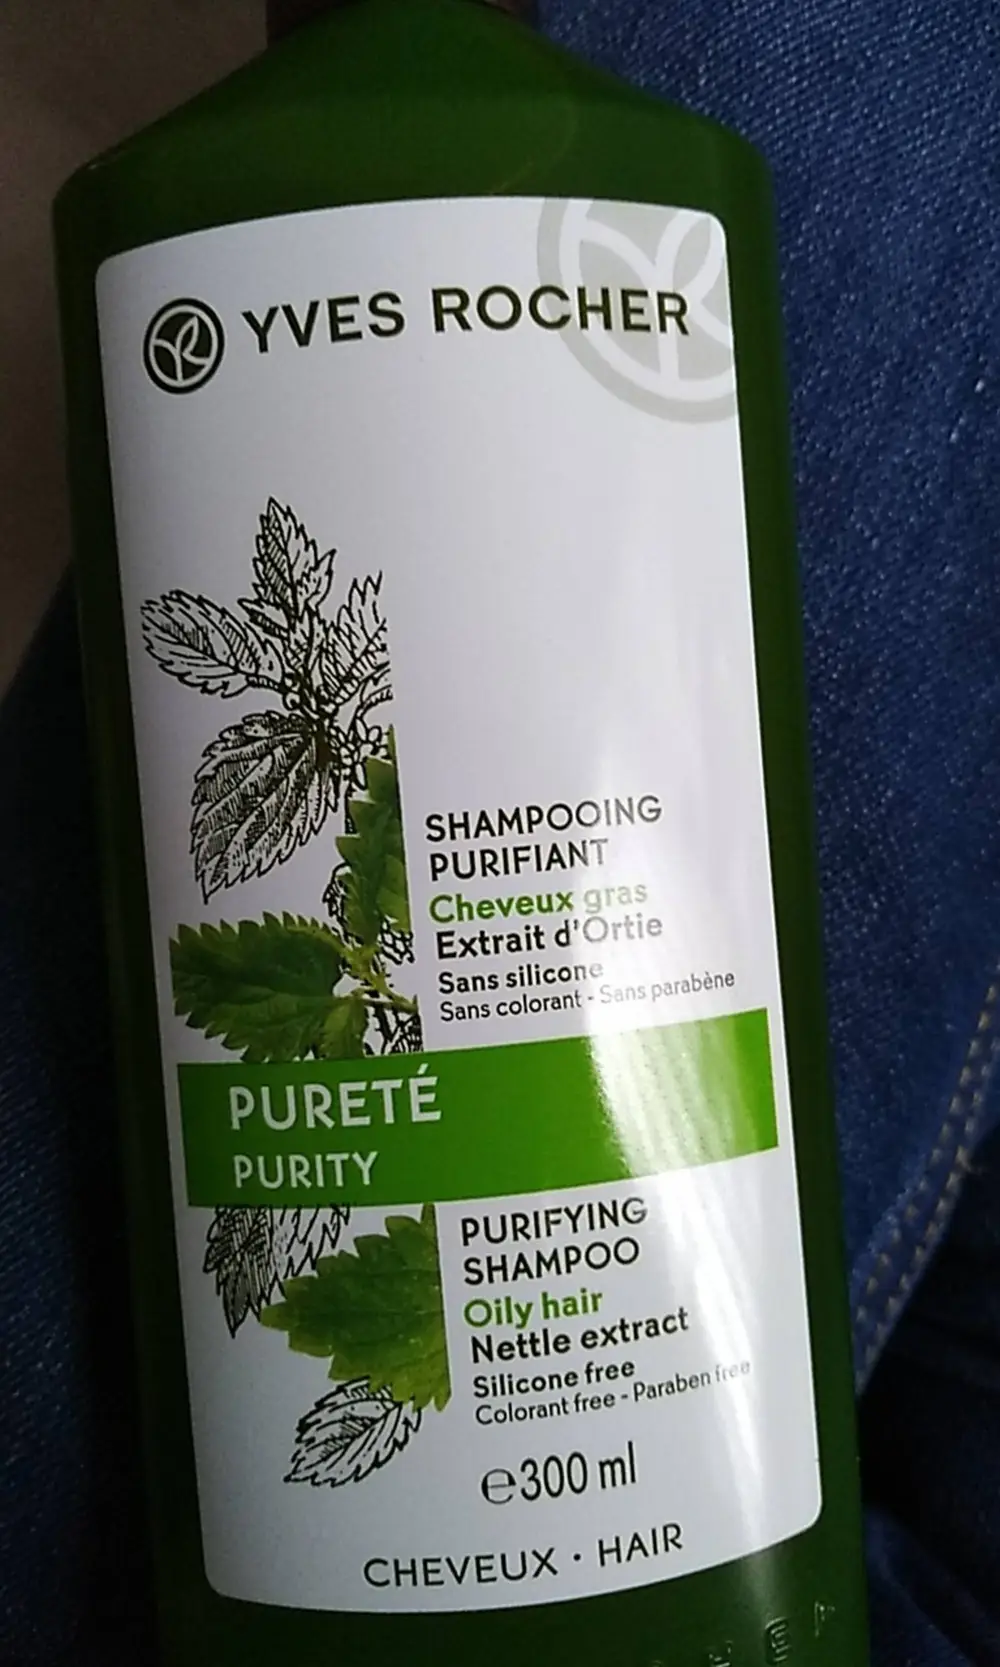 YVES ROCHER
SHAMPOOING
PURIFIANT
Cheveux gras
Extrait d'Ortie
Sans silicone
Sans colorant - Sans parabène
PURETÉ
PURITY
PURIFYING
SHAMPOO
Oily hair
Nettle extract
Silicone free
Colorant free - Paraben free
℮300 ml
CHEVEUX · HAIR